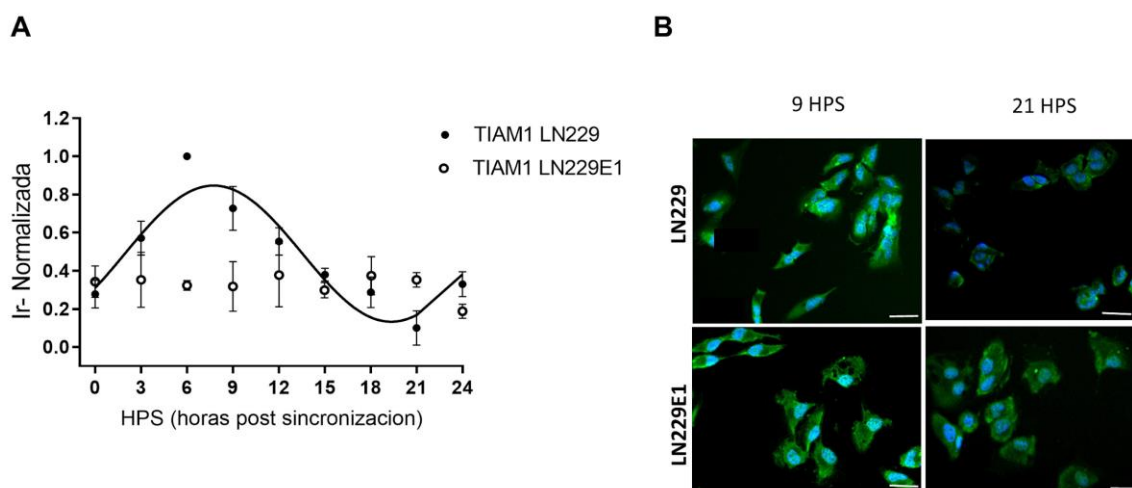 A
Ir- Normalizada
1.2
1.0
0.8
0.6
0.4
0.2
0.0
0 3 6 9 12 15 18 21 24
HPS (horas post sincronizacion)
TIAM1 LN229
TIAM1 LN229E1
B
9 HPS 21 HPS
LN229
LN229E1